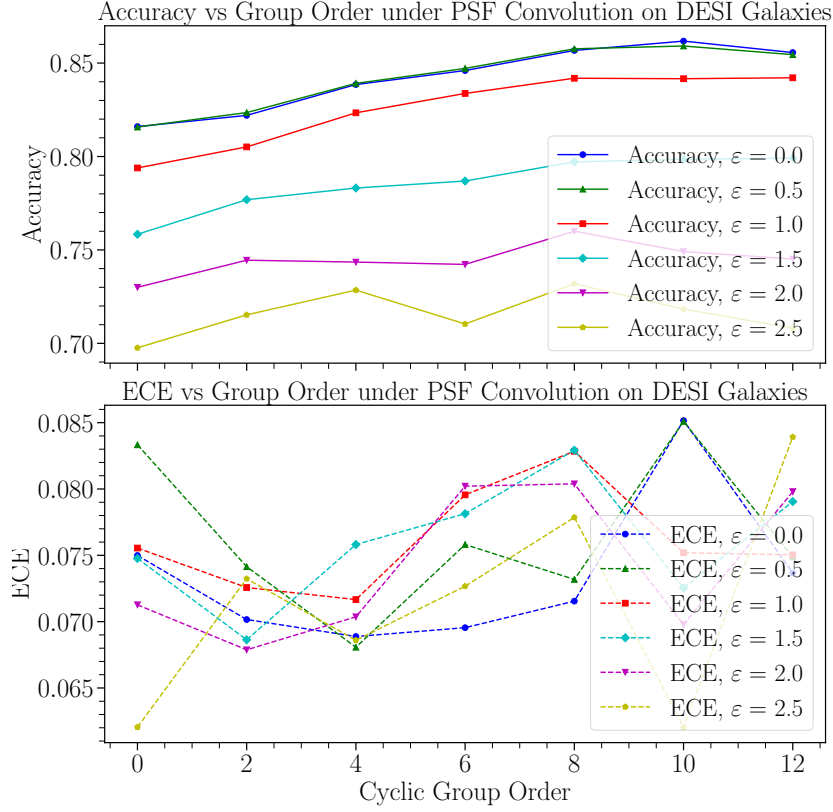 Accuracy vs Group Order under PSF Convolution on DESI Galaxies
0.85
0.80
0.75
0.70
Accuracy
Accuracy, ε = 0.0
Accuracy, ε = 0.5
Accuracy, ε = 1.0
Accuracy, ε = 1.5
Accuracy, ε = 2.0
Accuracy, ε = 2.5
ECE vs Group Order under PSF Convolution on DESI Galaxies
0.085
0.080
0.075
0.070
0.065
ECE
ECE, ε = 0.0
ECE, ε = 0.5
ECE, ε = 1.0
ECE, ε = 1.5
ECE, ε = 2.0
ECE, ε = 2.5
0 2 4 6 8 10 12
Cyclic Group Order